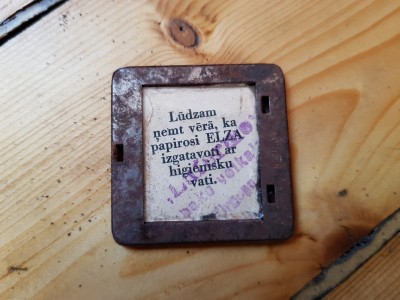 Lūdzam
ņemt vērā, ka
papirosi ELZA
izgatavoti ar
higiēnisku
vati.